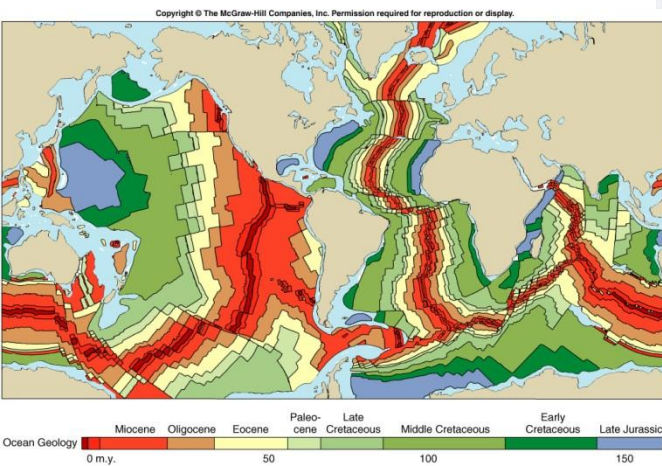 Copyright © The McGraw-Hill Companies, Inc. Permission required for reproduction or display.
Ocean Geology
Miocene
Oligocene
Eocene
Paleo-
cene
Late
Cretaceous
Middle Cretaceous
Early
Cretaceous
Late Jurassic
0 m.y.
50
100
150